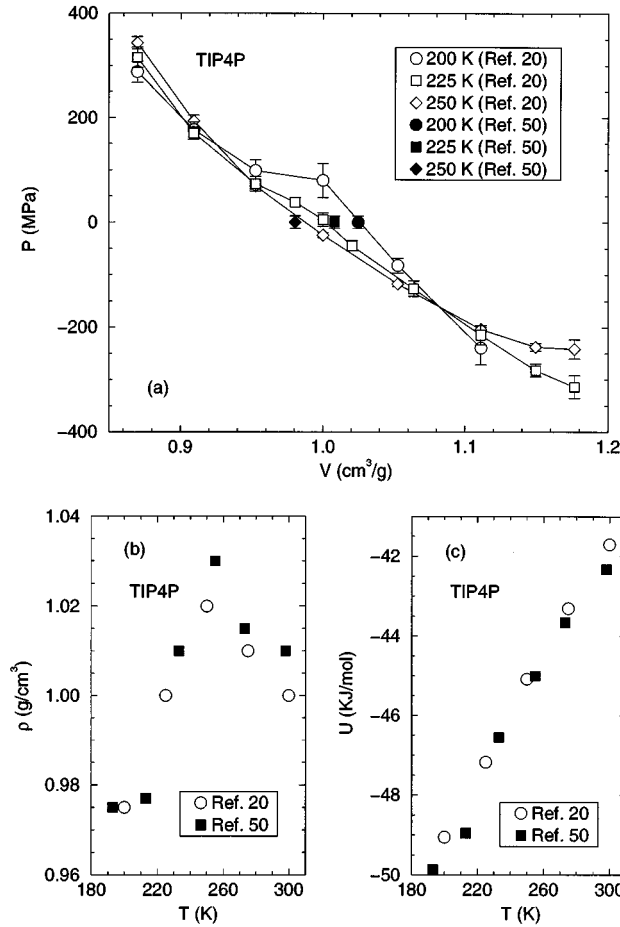 400
200
0
−200
−400
P (MPa)
TIP4P
200 K (Ref. 20)
225 K (Ref. 20)
250 K (Ref. 20)
200 K (Ref. 50)
225 K (Ref. 50)
250 K (Ref. 50)
(a)
0.9
1.0
1.1
1.2
V (cm³/g)
1.04
1.02
1.00
0.98
0.96
ρ (g/cm³)
(b)
TIP4P
Ref. 20
Ref. 50
180
220
260
300
T (K)
−42
−44
−46
−48
−50
U (KJ/mol)
(c)
TIP4P
Ref. 20
Ref. 50
180
220
260
300
T (K)